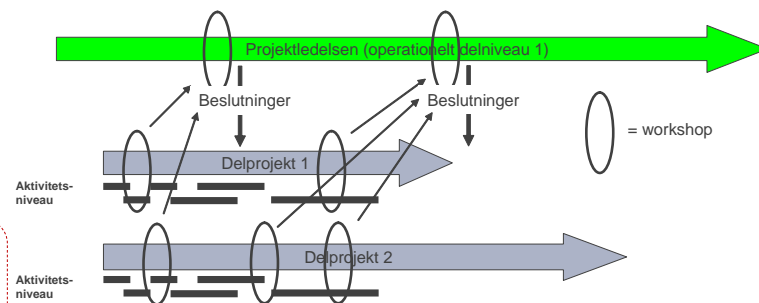 Projektledelsen (operationelt delniveau 1)
Beslutninger
Beslutninger
= workshop
Delprojekt 1
Aktivitets-
niveau
Delprojekt 2
Aktivitets-
niveau